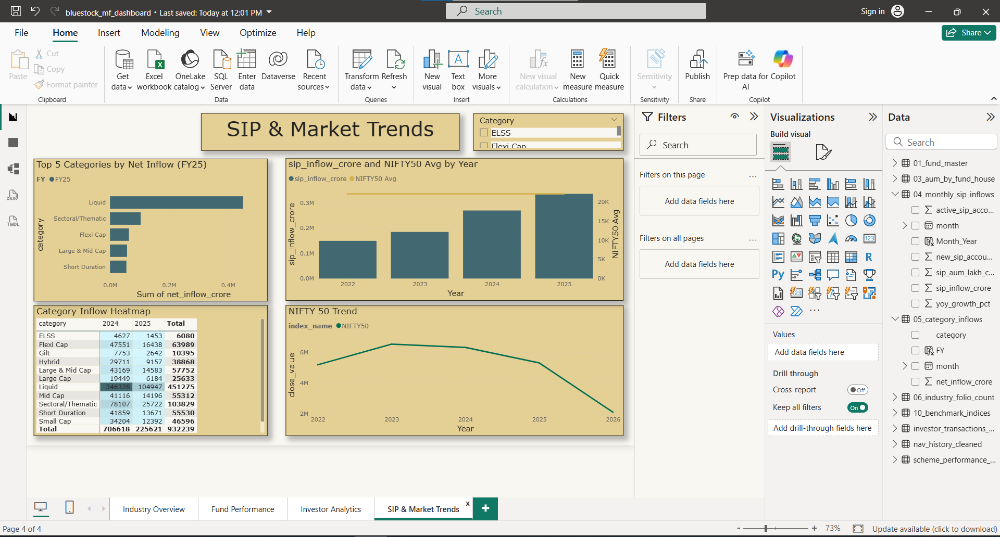 bluestock_mf_dashboard • Last saved: Today at 12:01 PM
Search
Sign in
File
Home
Insert
Modeling
View
Optimize
Help
Share
Paste
Cut
Copy
Format painter
Clipboard
Get data
Excel workbook
OneLake catalog
SQL Server
Enter data
Dataverse
Recent sources
Data
Transform data
Refresh
Queries
New visual
Text box
More visuals
Insert
New visual calculation
New measure
Quick measure
Calculations
Sensitivity
Sensitivity
Publish
Share
Prep data for AI
Copilot
Copilot
DAX
TMDL
SIP & Market Trends
Category
ELSS
Flexi Cap
Top 5 Categories by Net Inflow (FY25)
FY FY25
category
Liquid
Sectoral/Thematic
Flexi Cap
Large & Mid Cap
Short Duration
0.0M 0.2M 0.4M
Sum of net_inflow_crore
sip_inflow_crore and NIFTY50 Avg by Year
sip_inflow_crore NIFTY50 Avg
sip_inflow_crore
0.3M
0.2M
0.1M
0.0M
20K
15K
10K
5K
0K
NIFTY50 Avg
2022 2023 2024 2025
Year
Category Inflow Heatmap
category 2024 2025 Total
ELSS 4627 1453 6080
Flexi Cap 47551 16438 63989
Gilt 7753 2642 10395
Hybrid 29711 9157 38868
Large & Mid Cap 43169 14583 57752
Large Cap 19449 6184 25633
Liquid 346328 104947 451275
Mid Cap 41116 14196 55312
Sectoral/Thematic 78107 25722 103829
Short Duration 41859 13671 55530
Small Cap 34204 12392 46596
Total 706618 225621 932239
NIFTY 50 Trend
index_name NIFTY50
close_value
6M
4M
2M
2022 2023 2024 2025 2026
Year
Filters
Search
Filters on this page ...
Add data fields here
Filters on all pages ...
Add data fields here
Visualizations
Build visual
123
R
Py
123
...
Values
Add data fields here
Drill through
Cross-report Off
Keep all filters On
Add drill-through fields here
Data
Search
01_fund_master
03_aum_by_fund_house
04_monthly_sip_inflows
active_sip_acco...
month
Month_Year
new_sip_accou...
sip_aum_lakh_c...
sip_inflow_crore
yoy_growth_pct
05_category_inflows
category
FY
month
net_inflow_crore
06_industry_folio_count
10_benchmark_indices
investor_transactions_...
nav_history_cleaned
scheme_performance_...
Industry Overview
Fund Performance
Investor Analytics
SIP & Market Trends
x
+
Page 4 of 4
- + 73%
Update available (click to download)